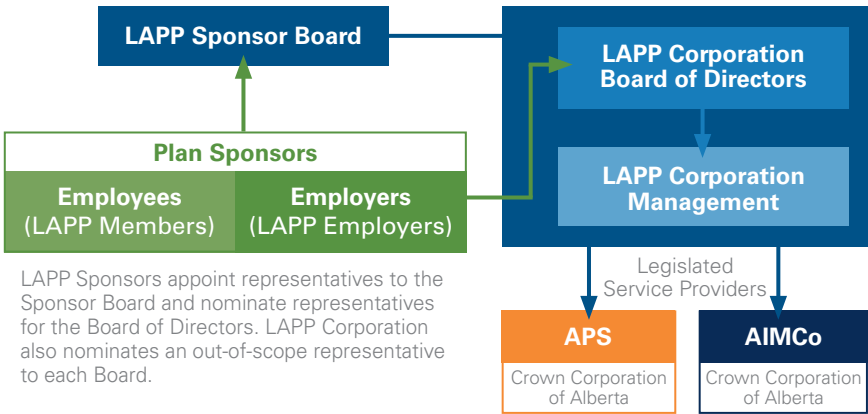 LAPP Sponsor Board
LAPP Corporation
Board of Directors
LAPP Corporation
Management
Plan Sponsors
Employees
(LAPP Members)
Employers
(LAPP Employers)
LAPP Sponsors appoint representatives to the
Sponsor Board and nominate representatives
for the Board of Directors. LAPP Corporation
also nominates an out-of-scope representative
to each Board.
Legislated
Service Providers
APS
Crown Corporation
of Alberta
AIMCo
Crown Corporation
of Alberta